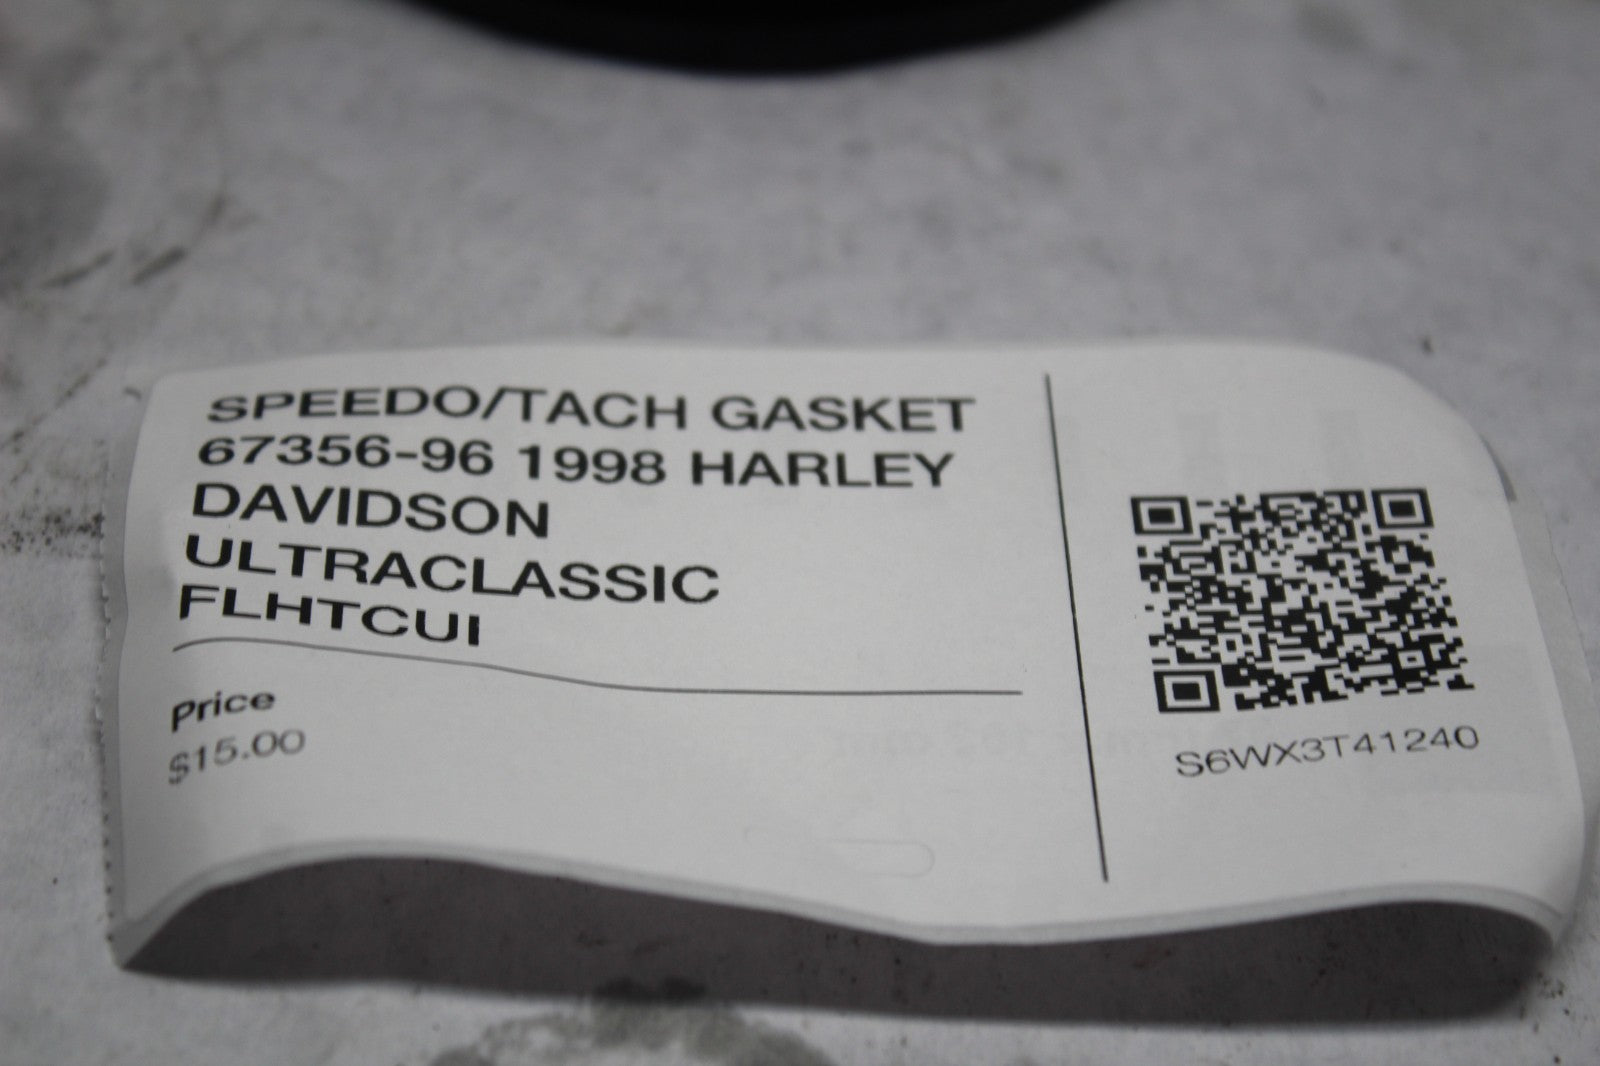 SPEEDO/TACH GASKET
67356-96 1998 HARLEY
DAVIDSON
ULTRACLASSIC
FLHTCUI
Price
$15.00
S6WX3T41240